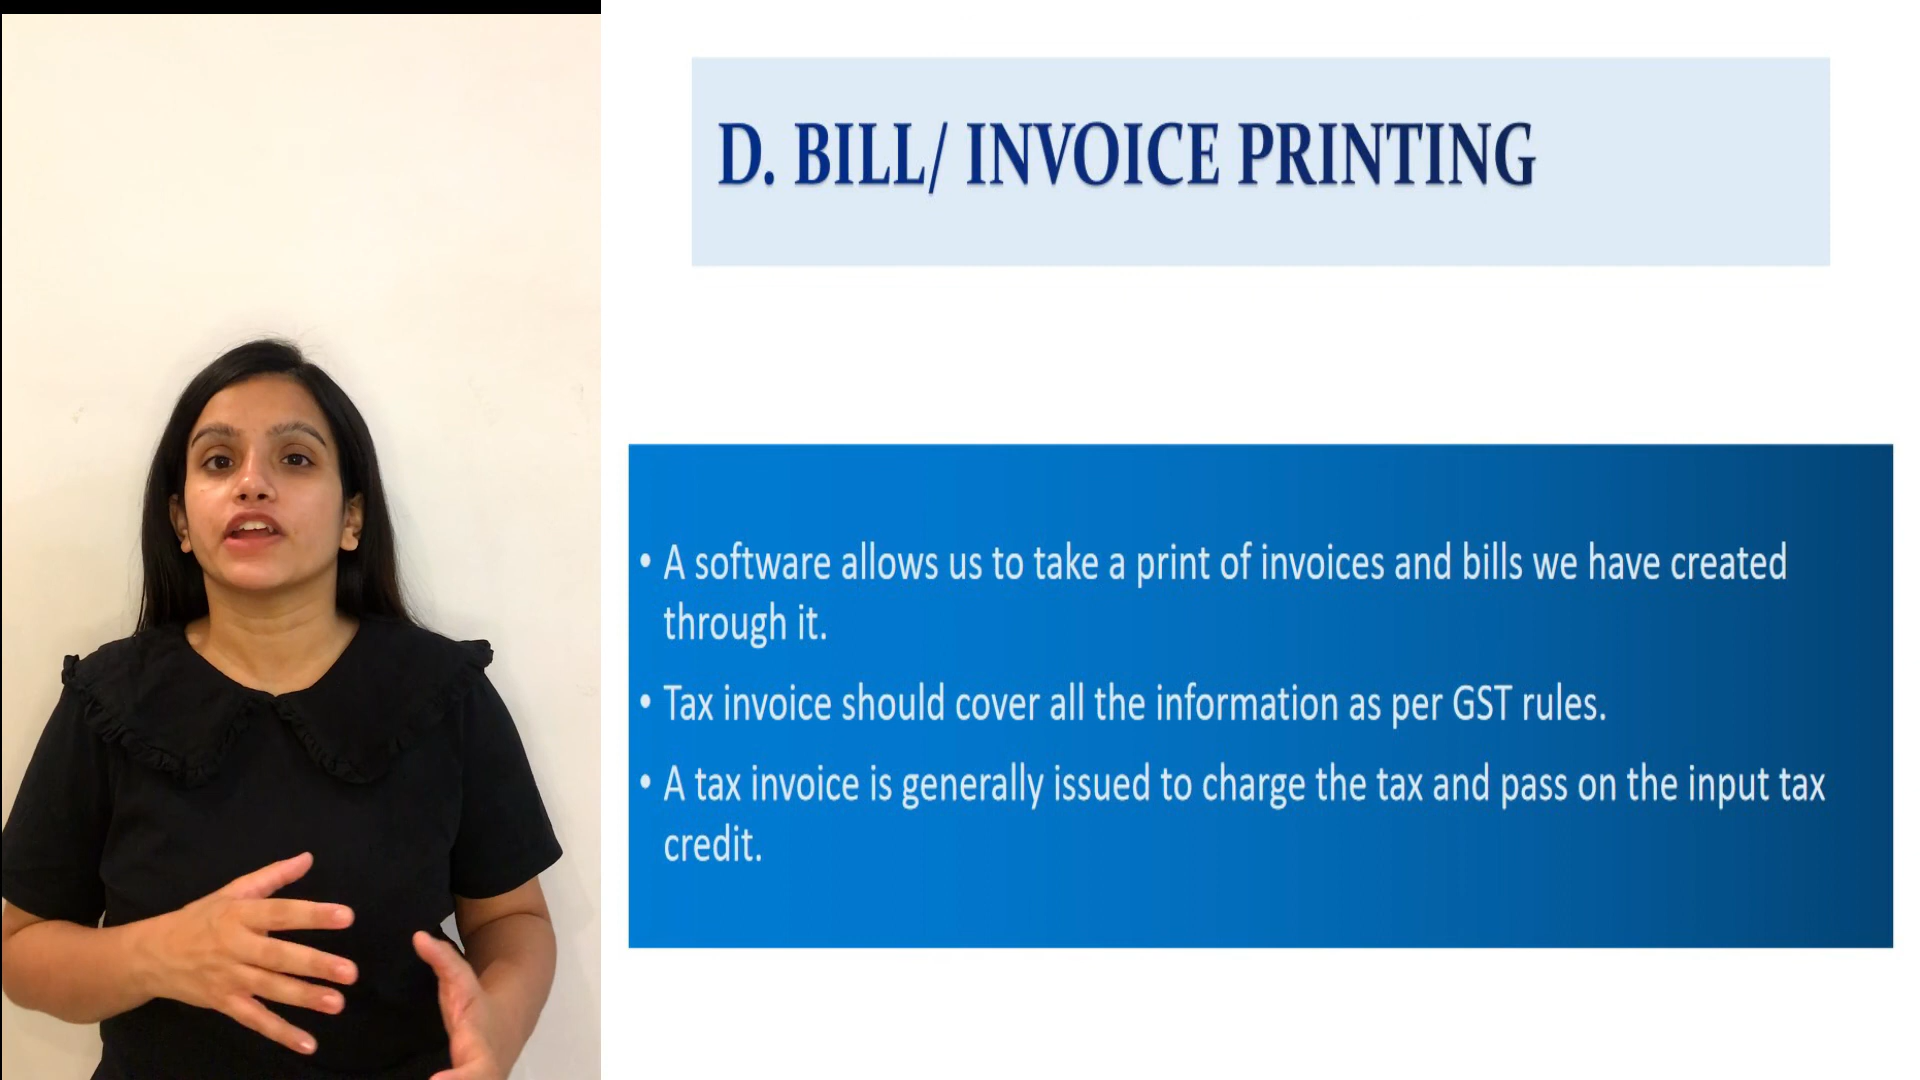 D. BILL/ INVOICE PRINTING
• A software allows us to take a print of invoices and bills we have created
through it.
• Tax invoice should cover all the information as per GST rules.
• A tax invoice is generally issued to charge the tax and pass on the input tax
credit.